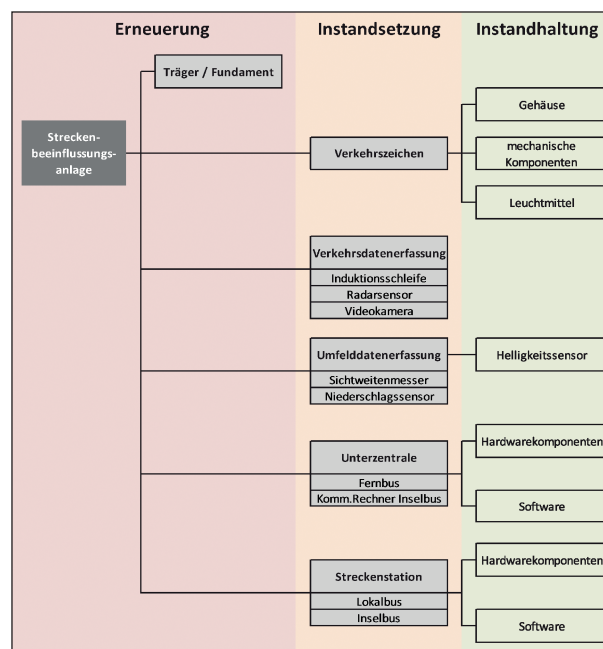 Erneuerung
Instandsetzung
Instandhaltung
Träger / Fundament
Strecken-
beeinflussungs-
anlage
Verkehrszeichen
Gehäuse
mechanische
Komponenten
Leuchtmittel
Verkehrsdatenerfassung
Induktionsschleife
Radarsensor
Videokamera
Umfelddatenerfassung
Sichtweitenmesser
Niederschlagssensor
Helligkeitssensor
Unterzentrale
Fernbus
Komm.Rechner Inselbus
Hardwarekomponenten
Software
Streckenstation
Lokalbus
Inselbus
Hardwarekomponenten
Software